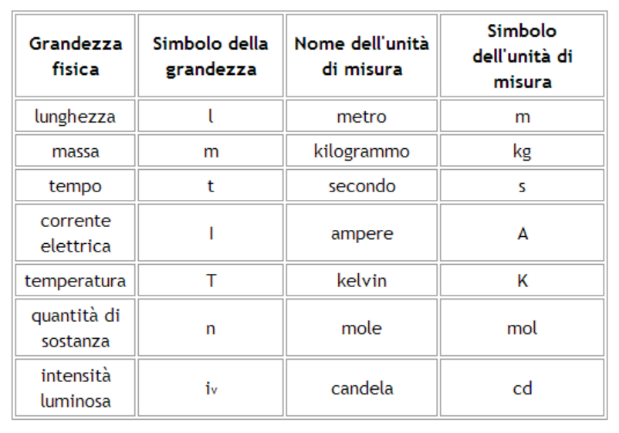 Grandezza fisica | Simbolo della grandezza | Nome dell'unità di misura | Simbolo dell'unità di misura
lunghezza | l | metro | m
massa | m | kilogrammo | kg
tempo | t | secondo | s
corrente elettrica | I | ampere | A
temperatura | T | kelvin | K
quantità di sostanza | n | mole | mol
intensità luminosa | iv | candela | cd